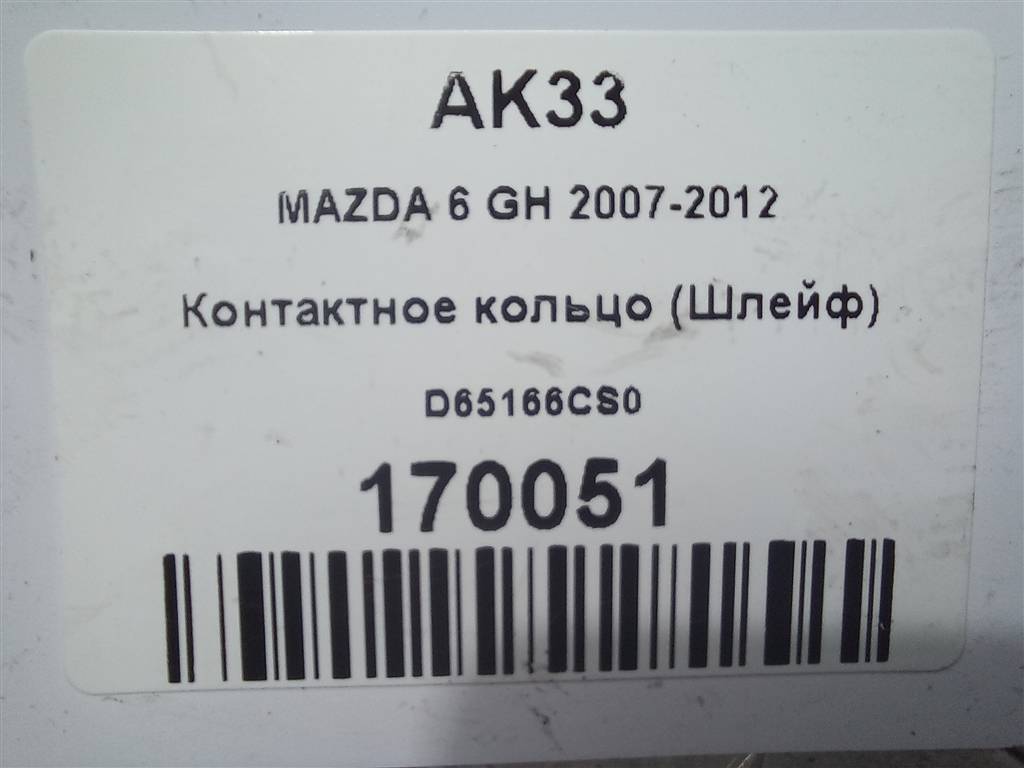 AK33
MAZDA 6 GH 2007-2012
Контактное кольцо (Шлейф)
D65166CS0
170051